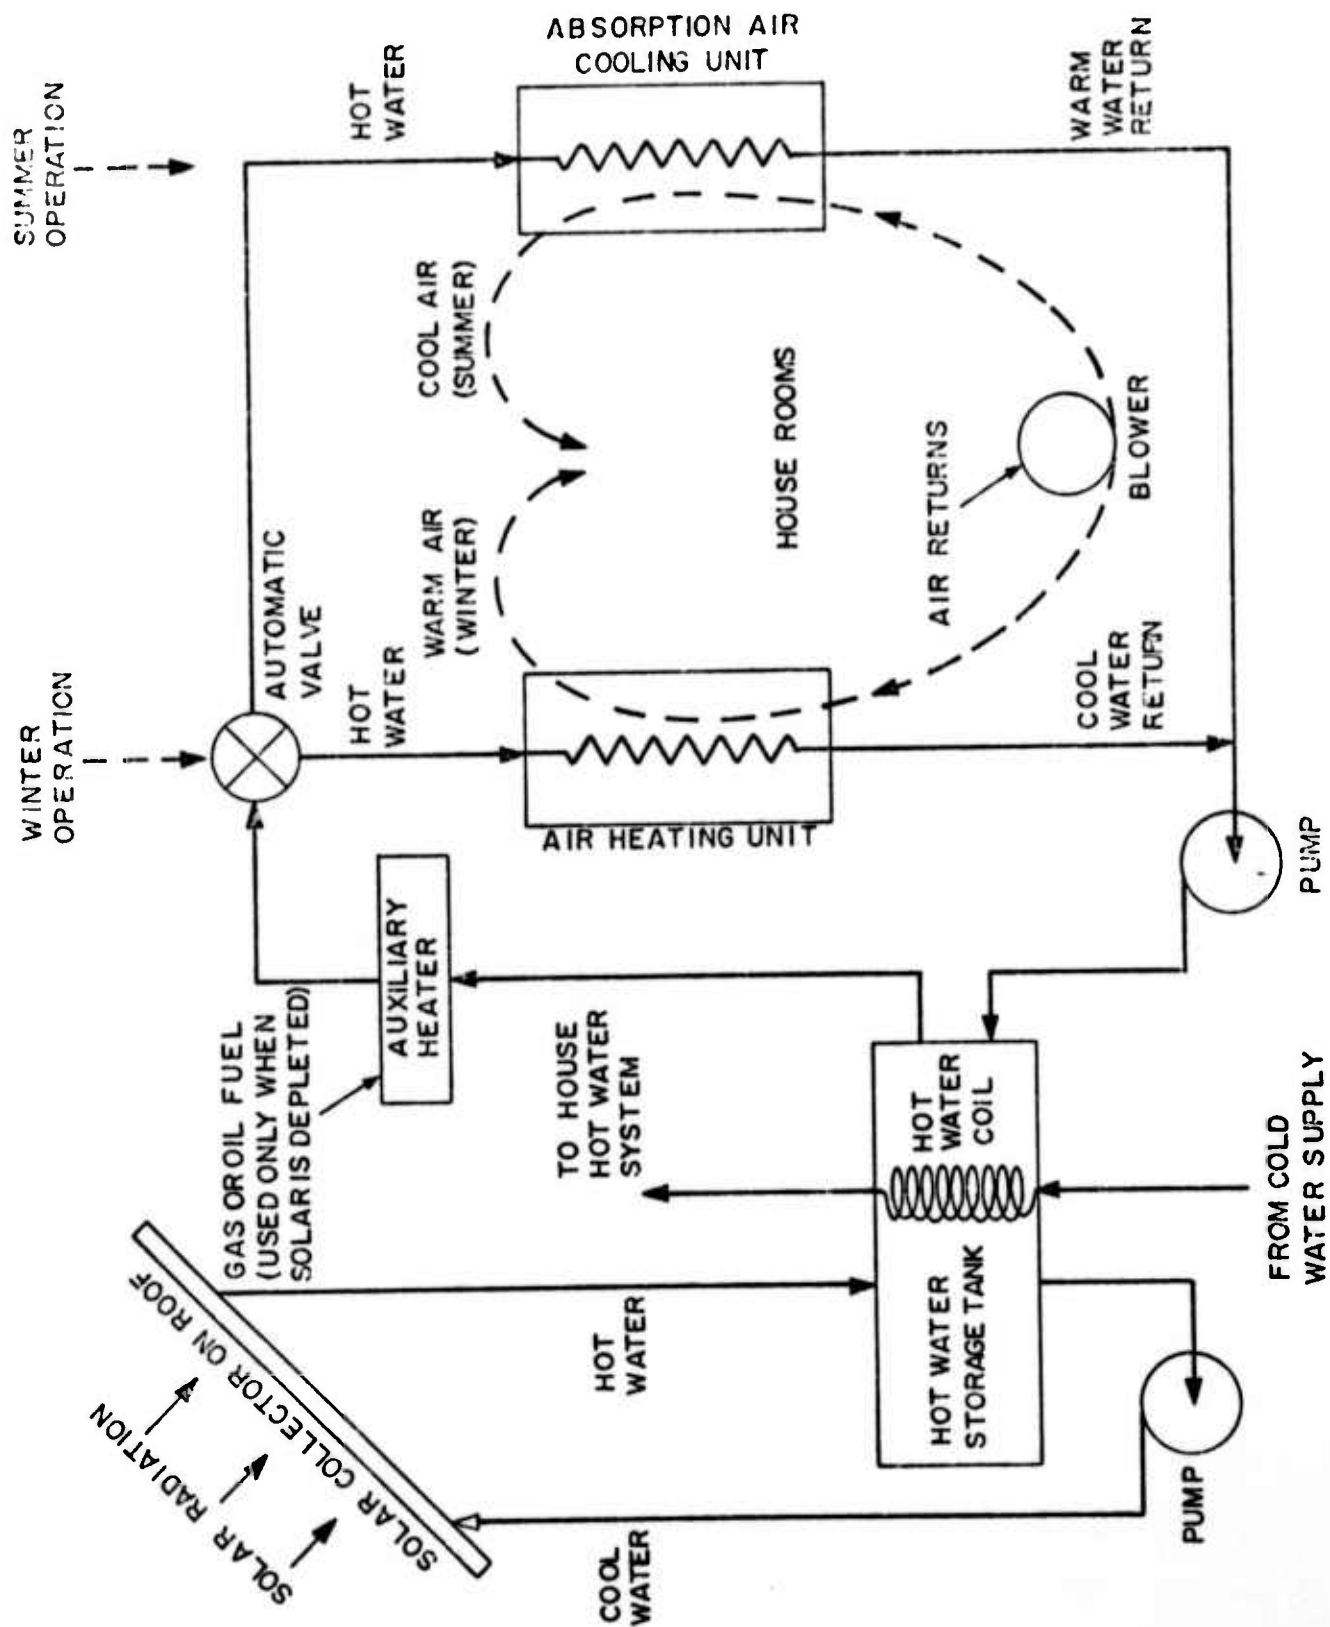 WINTER
OPERATION
SUMMER
OPERATION
AUTOMATIC
VALVE
HOT
WATER
HOT
WATER
ABSORPTION AIR
COOLING UNIT
SOLAR RADIATION
SOLAR COLLECTOR ON ROOF
GAS OR OIL FUEL
(USED ONLY WHEN
SOLAR IS DEPLETED)
AUXILIARY
HEATER
WARM AIR
(WINTER)
COOL AIR
(SUMMER)
AIR HEATING UNIT
HOUSE ROOMS
TO HOUSE
HOT WATER
SYSTEM
HOT
WATER
COOL
WATER
HOT WATER
STORAGE TANK
HOT
WATER
COIL
AIR RETURNS
BLOWER
COOL
WATER
RETURN
WARM
WATER
RETURN
PUMP
FROM COLD
WATER SUPPLY
PUMP